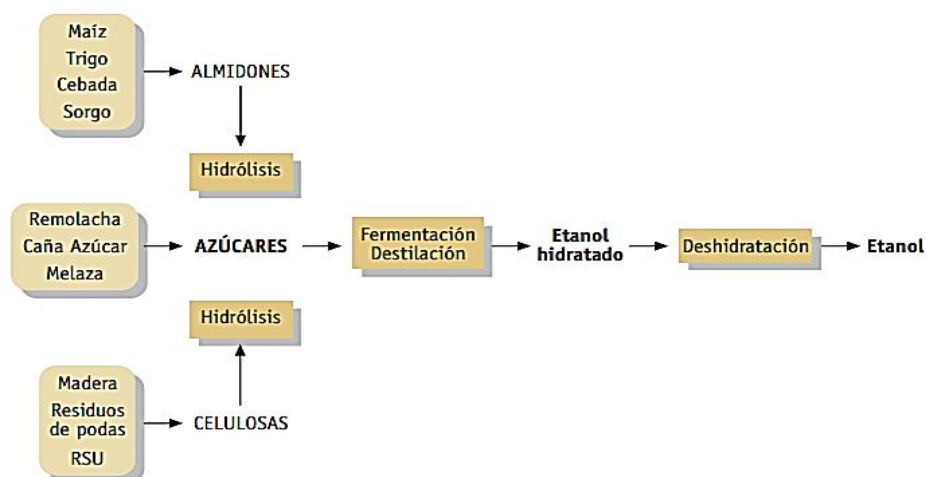 Maíz
Trigo
Cebada
Sorgo
ALMIDONES
Hidrólisis
Remolacha
Caña Azúcar
Melaza
AZÚCARES
Fermentación
Destilación
Etanol
hidratado
Deshidratación
Etanol
Hidrólisis
Madera
Residuos
de podas
RSU
CELULOSAS